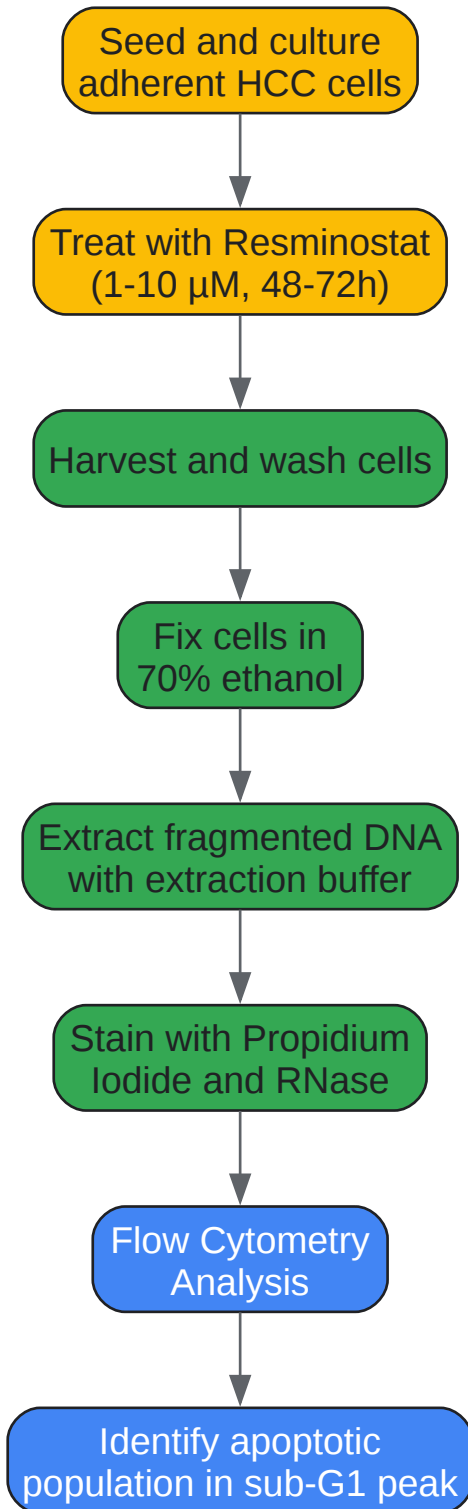 Seed and culture
adherent HCC cells
Treat with Resminostat
(1-10 µM, 48-72h)
Harvest and wash cells
Fix cells in
70% ethanol
Extract fragmented DNA
with extraction buffer
Stain with Propidium
Iodide and RNase
Flow Cytometry
Analysis
Identify apoptotic
population in sub-G1 peak